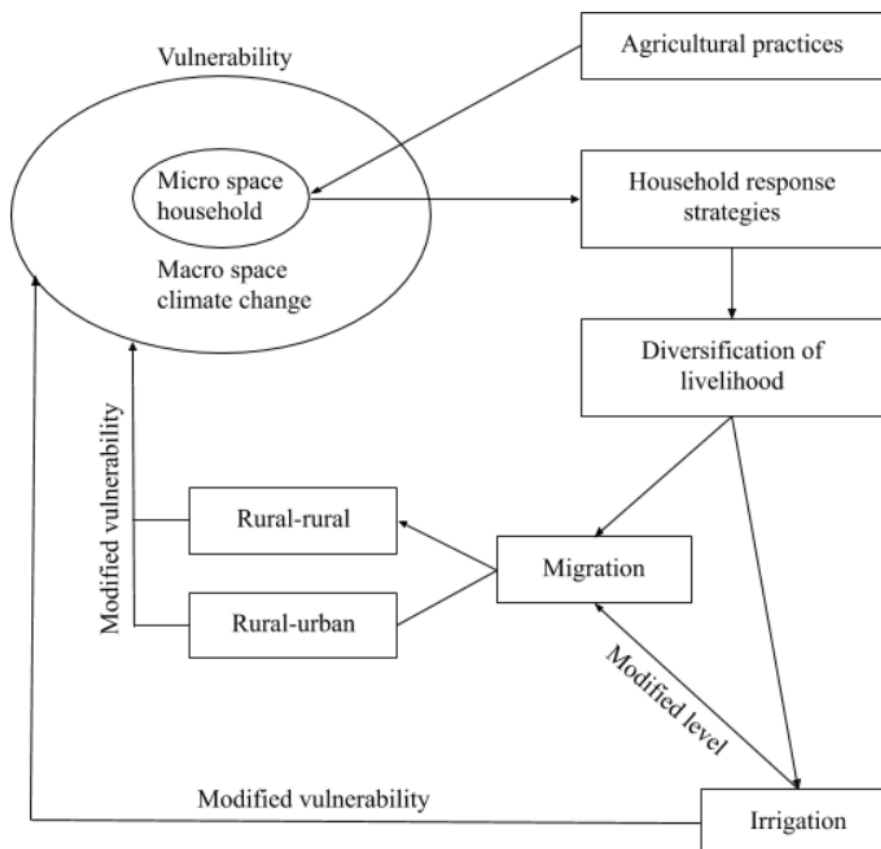 Agricultural practices
Vulnerability
Micro space
household
Household response
strategies
Macro space
climate change
Diversification of
livelihood
Modified vulnerability
Rural-rural
Migration
Rural-urban
Modified level
Modified vulnerability
Irrigation